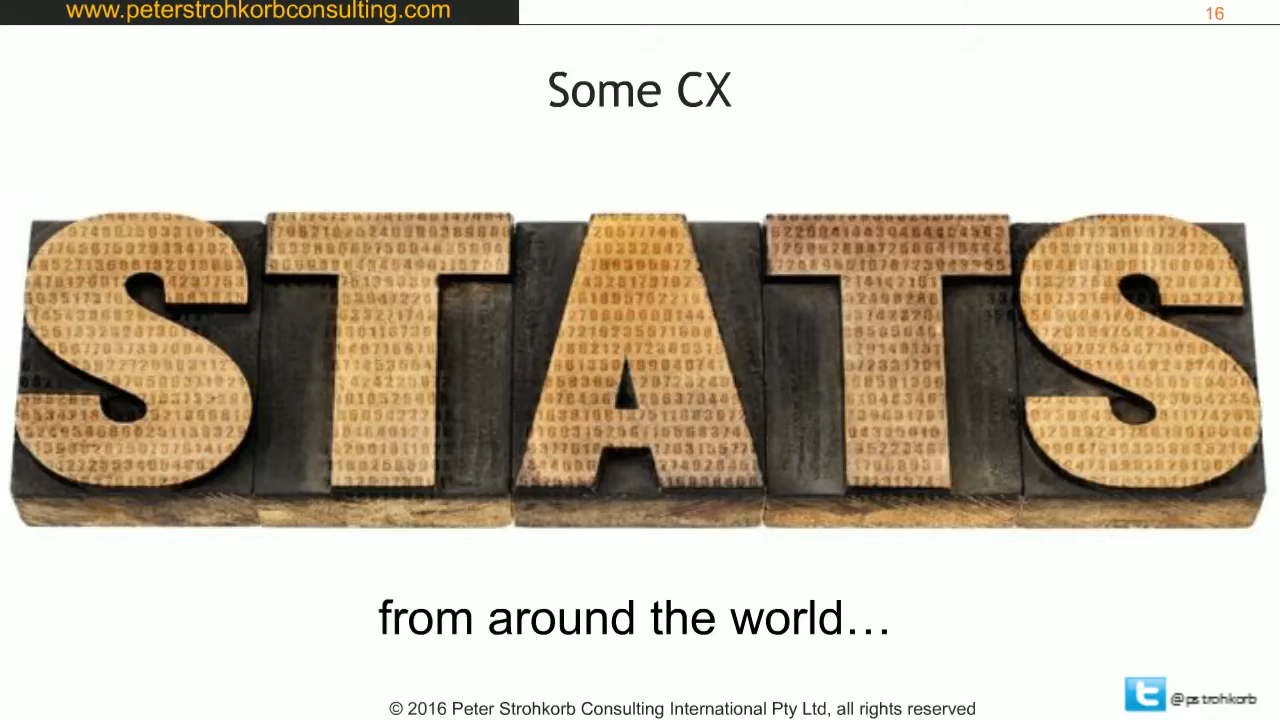 www.peterstrohkorbconsulting.com
16
Some CX
STATS
from around the world…
© 2016 Peter Strohkorb Consulting International Pty Ltd, all rights reserved
@pstrohkorb